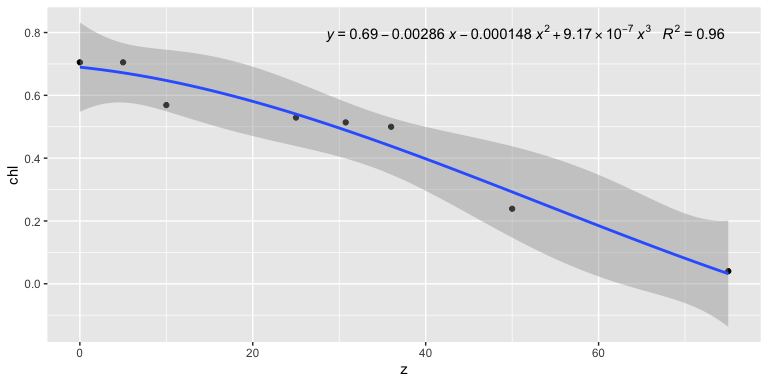 y = 0.69 − 0.00286 x − 0.000148 x² + 9.17 × 10⁻⁷ x³ R² = 0.96
0.8
0.6
0.4
0.2
0.0
chl
0 20 40 60
z